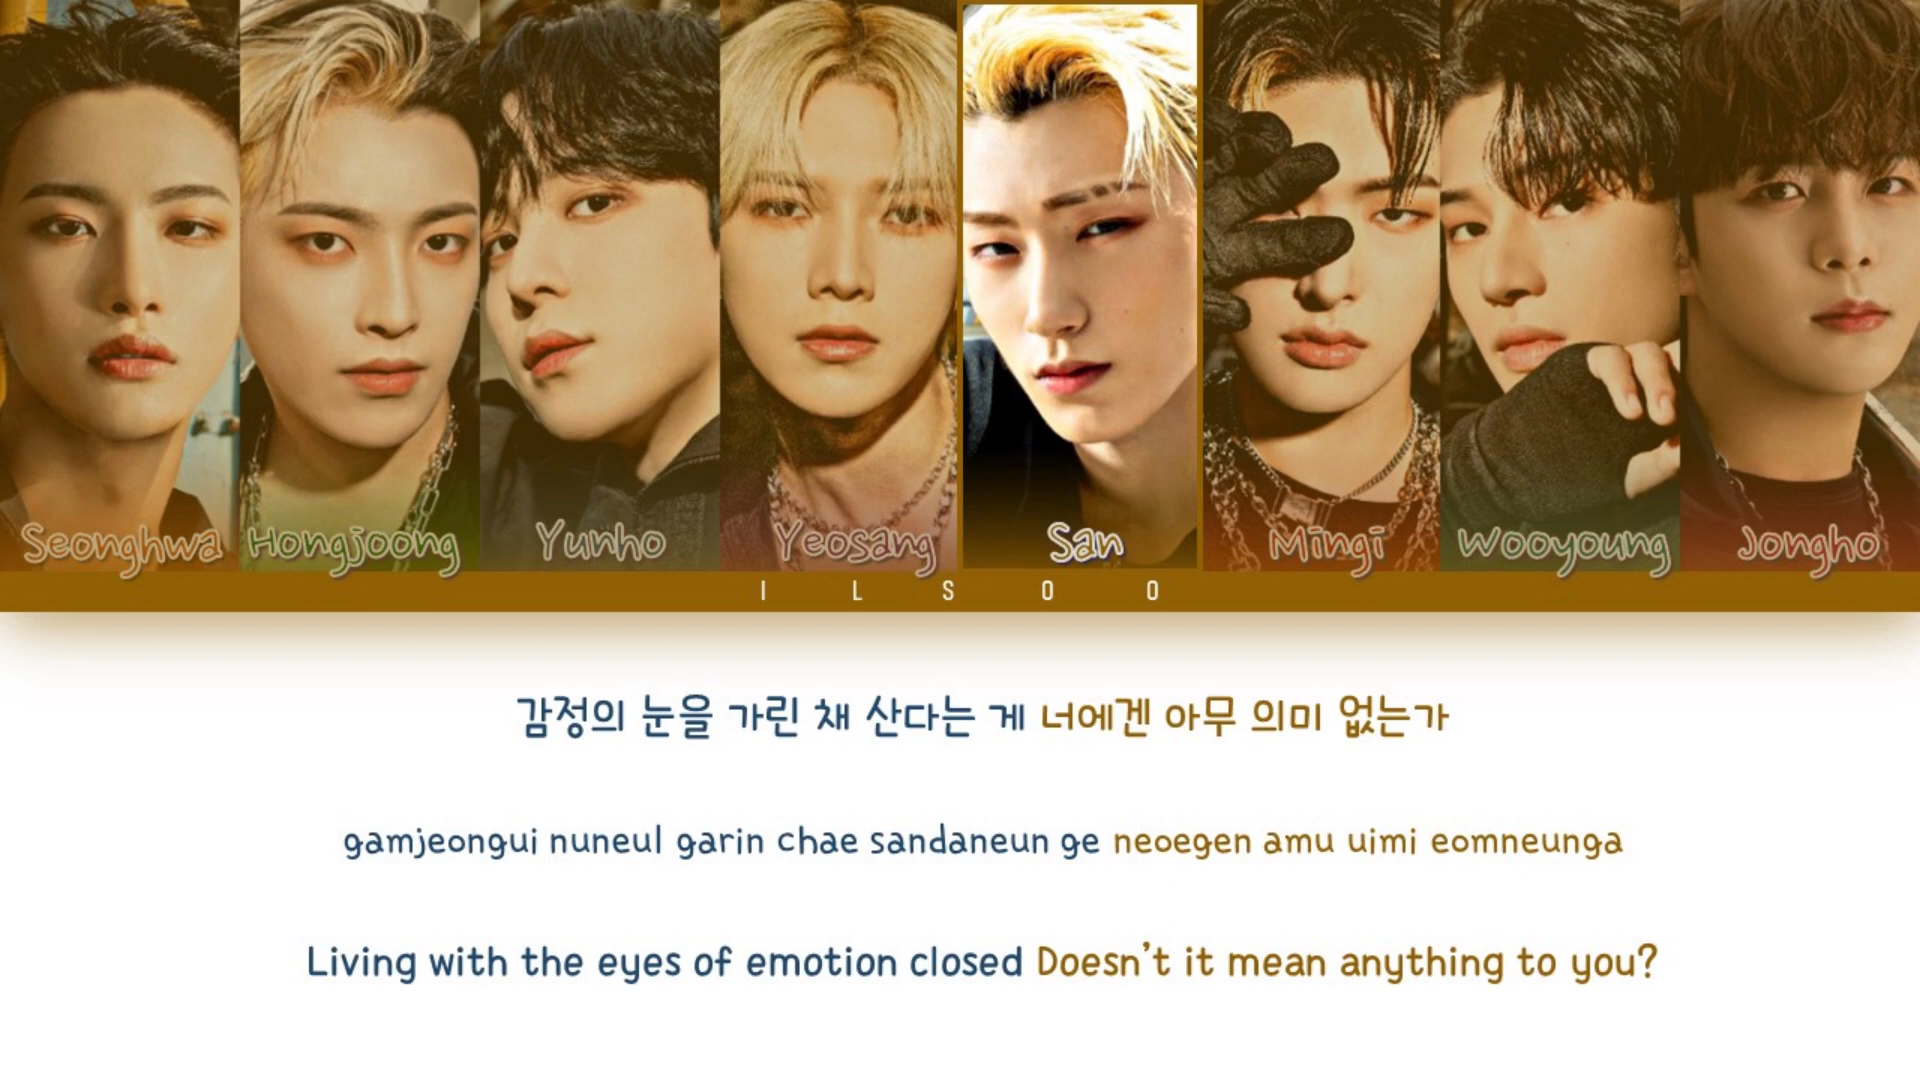 Seonghwa Hongjoong Yunho Yeosang San Mingi Wooyoung Jongho
ILSOO
감정의 눈을 가린 채 산다는 게 너에겐 아무 의미 없는가
gamjeongui nuneul garin chae sandaneun ge neoegen amu uimi eomneunga
Living with the eyes of emotion closed Doesn't it mean anything to you?